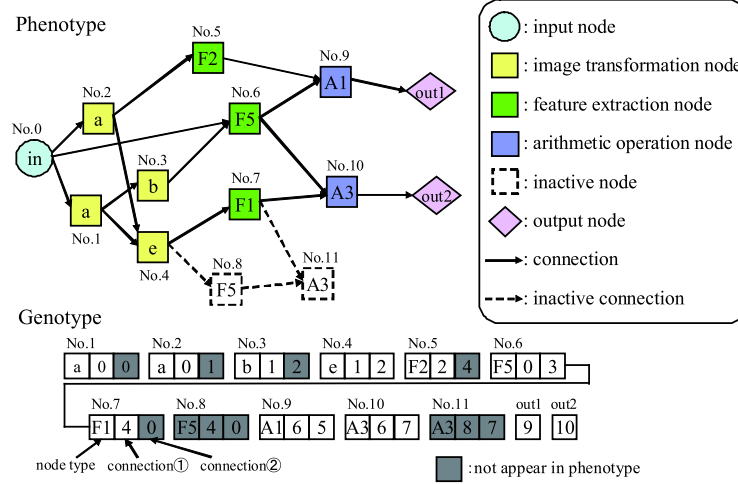 Phenotype
No.0
in
No.2
a
No.1
a
No.3
b
No.4
e
No.5
F2
No.6
F5
No.7
F1
No.8
F5
No.9
A1
No.10
A3
No.11
A3
out1
out2
: input node
: image transformation node
: feature extraction node
: arithmetic operation node
: inactive node
: output node
: connection
: inactive connection
Genotype
No.1 No.2 No.3 No.4 No.5 No.6
a 0 0 a 0 1 b 1 2 e 1 2 F2 2 4 F5 0 3
No.7 No.8 No.9 No.10 No.11 out1 out2
F1 4 0 F5 4 0 A1 6 5 A3 6 7 A3 8 7 9 10
node type connection① connection②
: not appear in phenotype